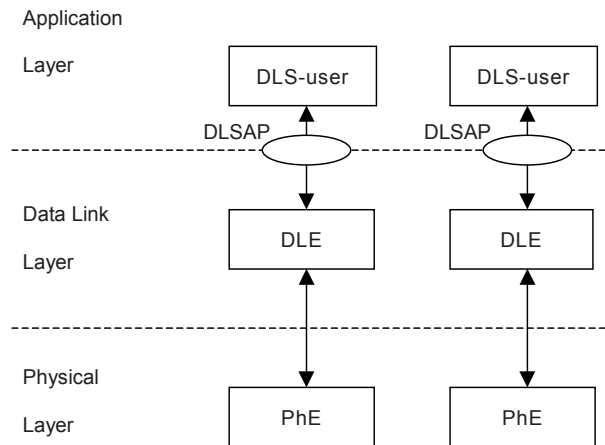 Application
Layer
DLS-user
DLS-user
DLSAP
DLSAP
Data Link
Layer
DLE
DLE
Physical
Layer
PhE
PhE